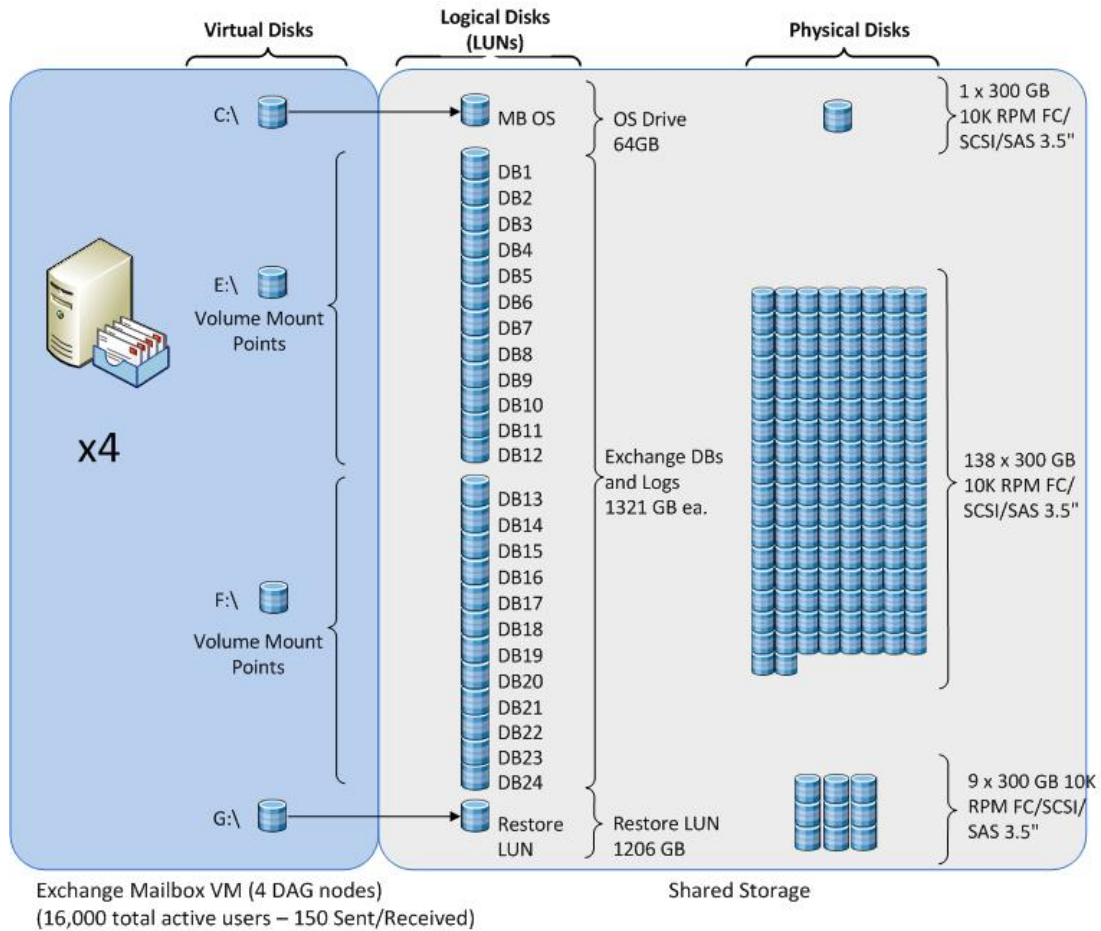 Virtual Disks
Logical Disks
(LUNs)
Physical Disks
C:\
MB OS
OS Drive
64GB
1 x 300 GB
10K RPM FC/
SCSI/SAS 3.5"
E:\
Volume Mount
Points
x4
DB1
DB2
DB3
DB4
DB5
DB6
DB7
DB8
DB9
DB10
DB11
DB12
Exchange DBs
and Logs
1321 GB ea.
138 x 300 GB
10K RPM FC/
SCSI/SAS 3.5"
F:\
Volume Mount
Points
DB13
DB14
DB15
DB16
DB17
DB18
DB19
DB20
DB21
DB22
DB23
DB24
G:\
Restore
LUN
Restore LUN
1206 GB
9 x 300 GB 10K
RPM FC/SCSI/
SAS 3.5"
Exchange Mailbox VM (4 DAG nodes)
(16,000 total active users – 150 Sent/Received)
Shared Storage